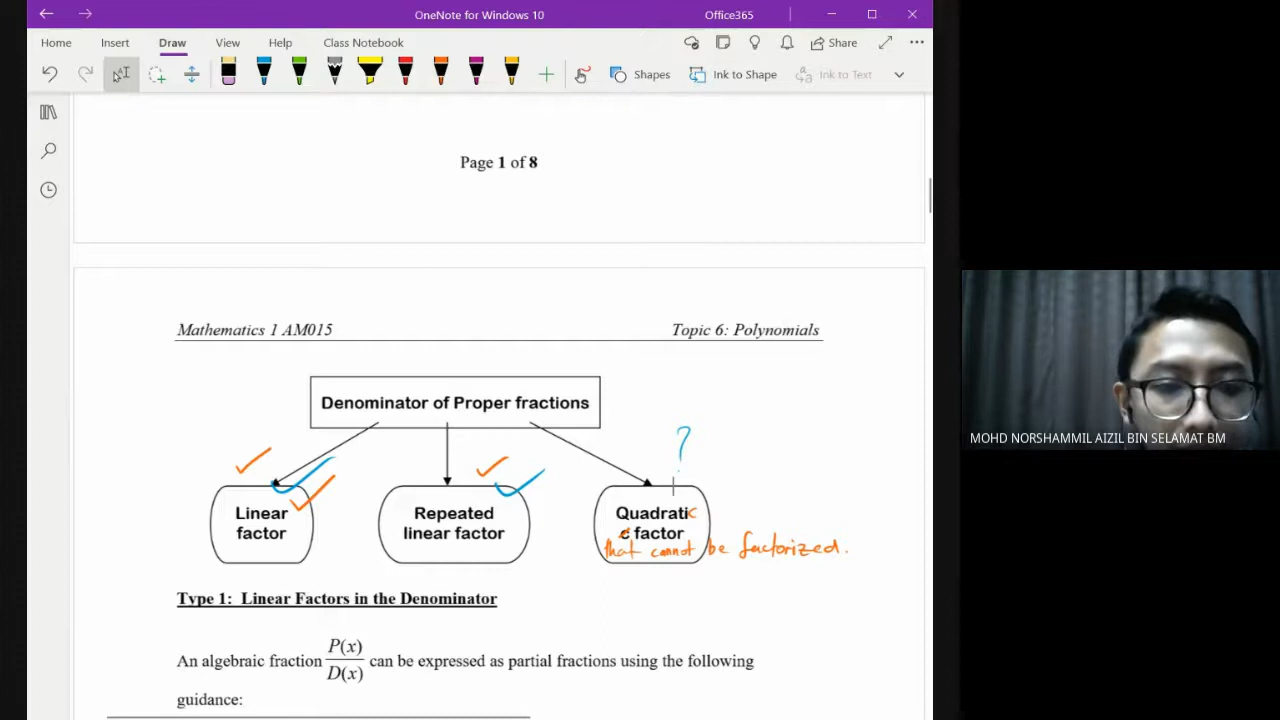 OneNote for Windows 10
Office365
Home Insert Draw View Help Class Notebook
Share
Shapes
Ink to Shape
Ink to Text
Page 1 of 8
Mathematics 1 AM015
Topic 6: Polynomials
Denominator of Proper fractions
?
Linear
factor
Repeated
linear factor
Quadratic
c factor
that cannot be factorized.
Type 1: Linear Factors in the Denominator
An algebraic fraction P(x)/D(x) can be expressed as partial fractions using the following
guidance:
MOHD NORSHAMMIL AIZIL BIN SELAMAT BM